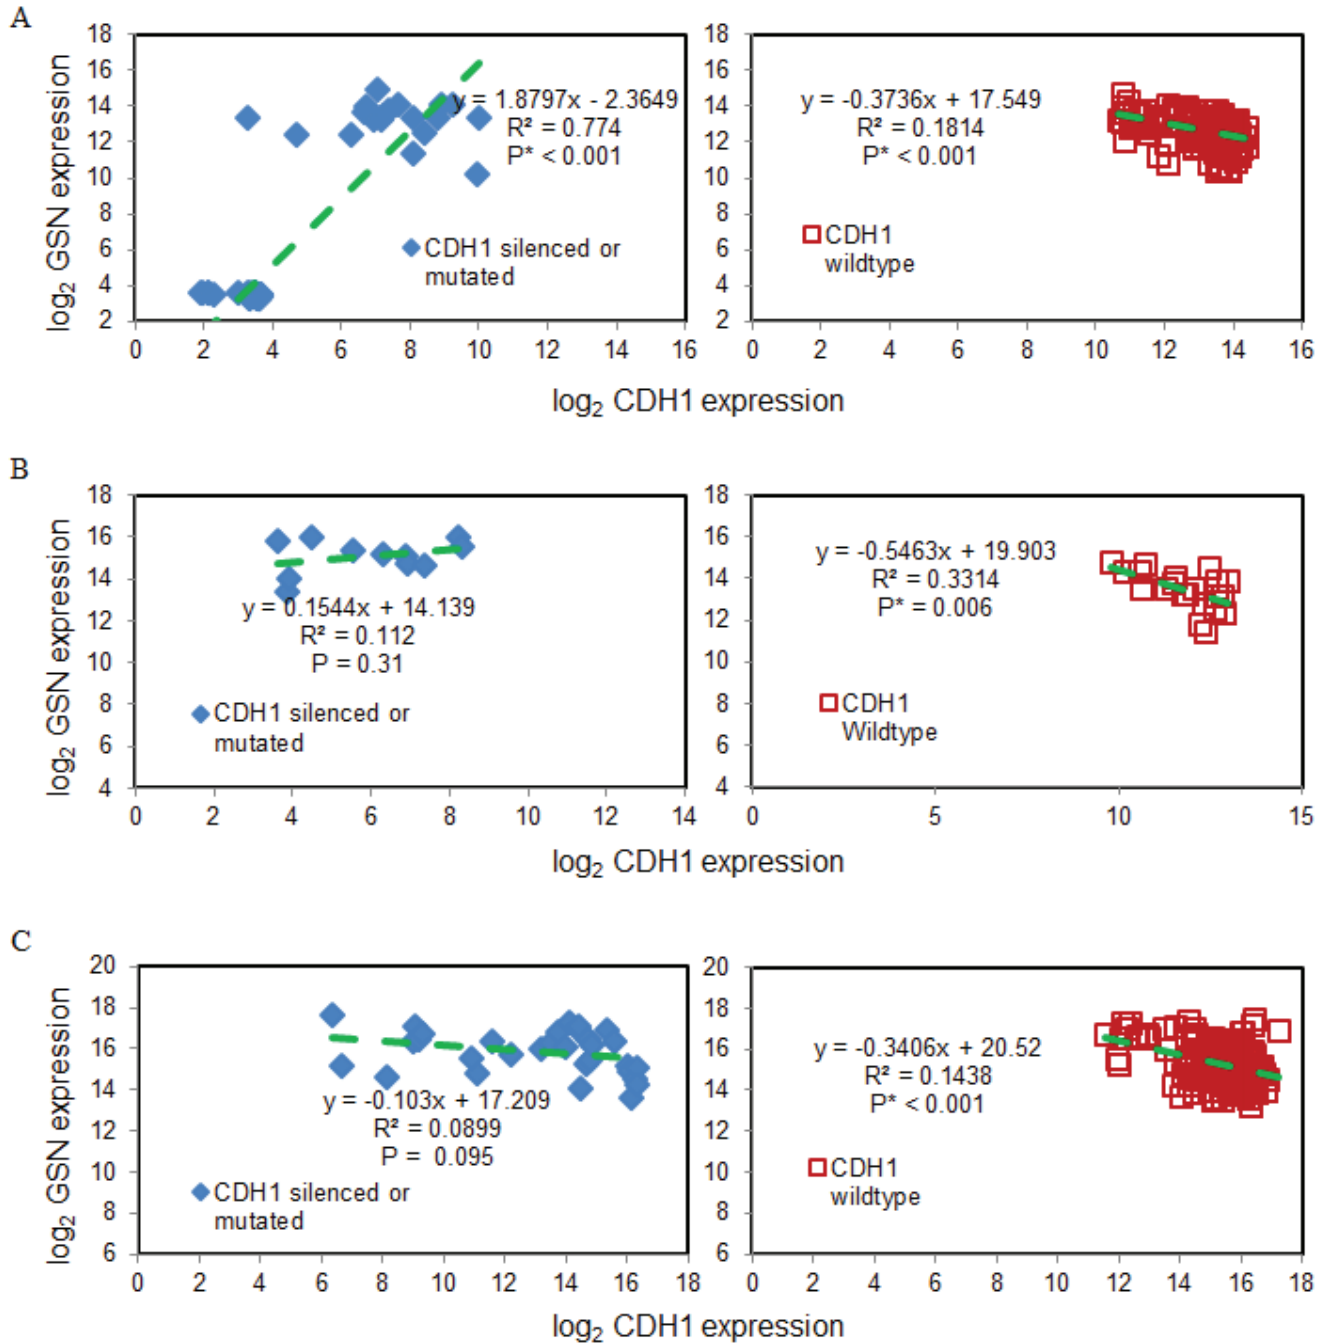 A
log₂ GSN expression
18
16
14
12
10
8
6
4
2
y = 1.8797x - 2.3649
R² = 0.774
P* < 0.001
CDH1 silenced or
mutated
0 2 4 6 8 10 12 14 16
18
16
14
12
10
8
6
4
2
y = -0.3736x + 17.549
R² = 0.1814
P* < 0.001
CDH1
wildtype
0 2 4 6 8 10 12 14 16
log₂ CDH1 expression
B
log₂ GSN expression
18
16
14
12
10
8
6
4
y = 0.1544x + 14.139
R² = 0.112
P = 0.31
CDH1 silenced or
mutated
0 2 4 6 8 10 12 14
18
16
14
12
10
8
6
4
y = -0.5463x + 19.903
R² = 0.3314
P* = 0.006
CDH1
Wildtype
0 5 10 15
log₂ CDH1 expression
C
log₂ GSN expression
20
18
16
14
12
10
8
6
y = -0.103x + 17.209
R² = 0.0899
P = 0.095
CDH1 silenced or
mutated
0 2 4 6 8 10 12 14 16 18
20
18
16
14
12
10
8
6
y = -0.3406x + 20.52
R² = 0.1438
P* < 0.001
CDH1
wildtype
0 2 4 6 8 10 12 14 16 18
log₂ CDH1 expression